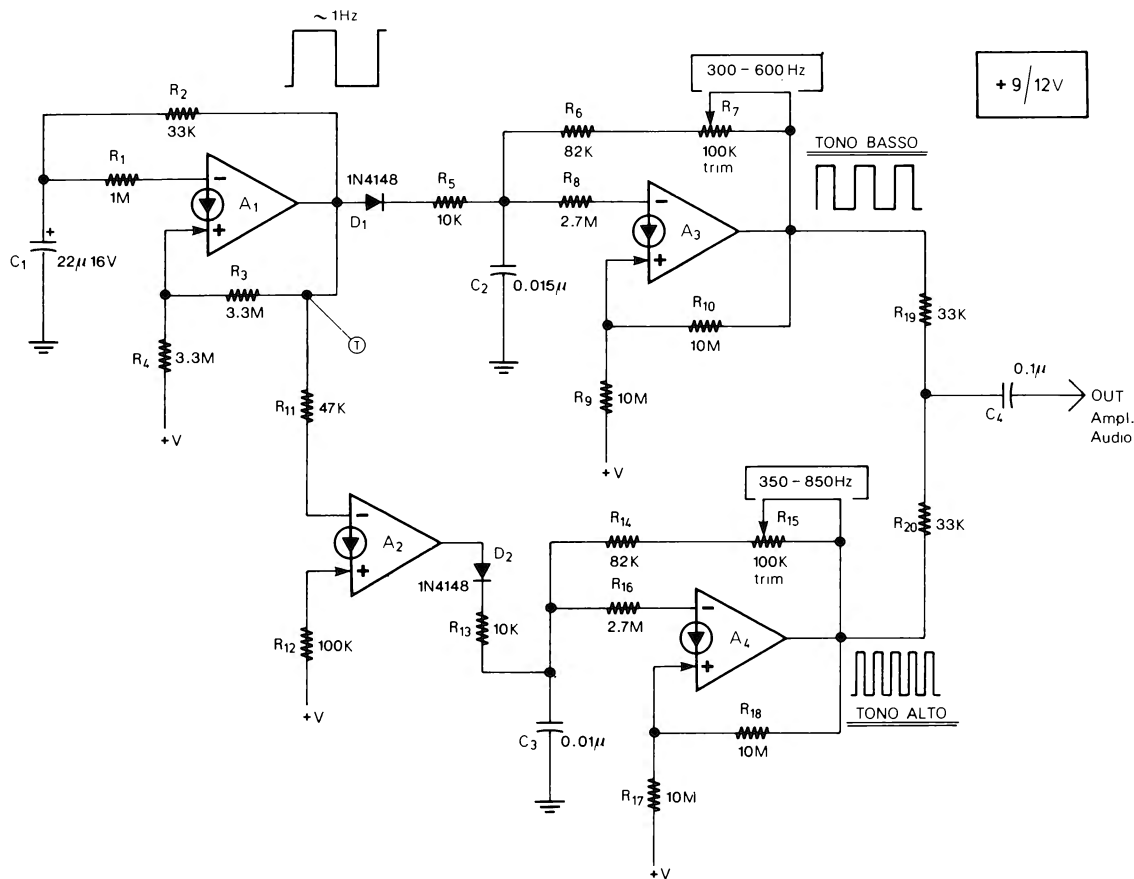 ~1Hz
R2
33K
R1
1M
-
A1
+
+
C1
22µ 16V
R3
3.3M
R4
3.3M
+V
T
1N4148
D1
R5
10K
300-600Hz
R6
82K
R7
100K
trim
R8
2.7M
-
A3
+
C2
0.015µ
R10
10M
R9
10M
+V
+9/12V
TONO BASSO
R19
33K
0.1µ
C4
OUT
Ampl.
Audio
R20
33K
R11
47K
-
A2
+
R12
100K
+V
D2
1N4148
R13
10K
350-850Hz
R14
82K
R15
100K
trim
R16
2.7M
-
A4
+
C3
0.01µ
R18
10M
R17
10M
+V
TONO ALTO